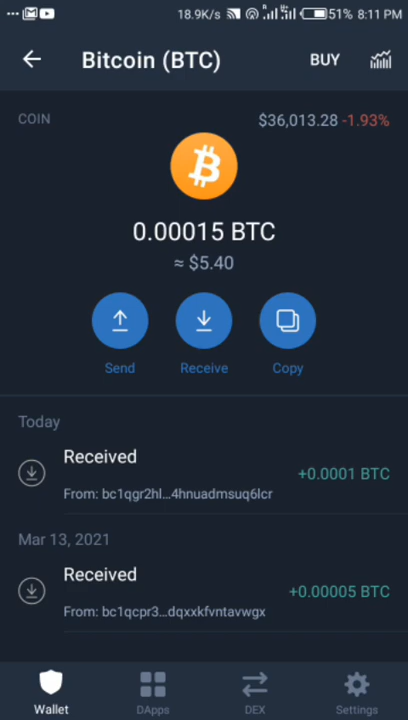 18.9K/s 51% 8:11 PM
Bitcoin (BTC) BUY
COIN $36,013.28 -1.93%
0.00015 BTC
≈ $5.40
Send Receive Copy
Today
Received
+0.0001 BTC
From: bc1qgr2hl...4hnuadmsuq6lcr
Mar 13, 2021
Received
+0.00005 BTC
From: bc1qcpr3...dqxxkfvntavwgx
Wallet DApps DEX Settings